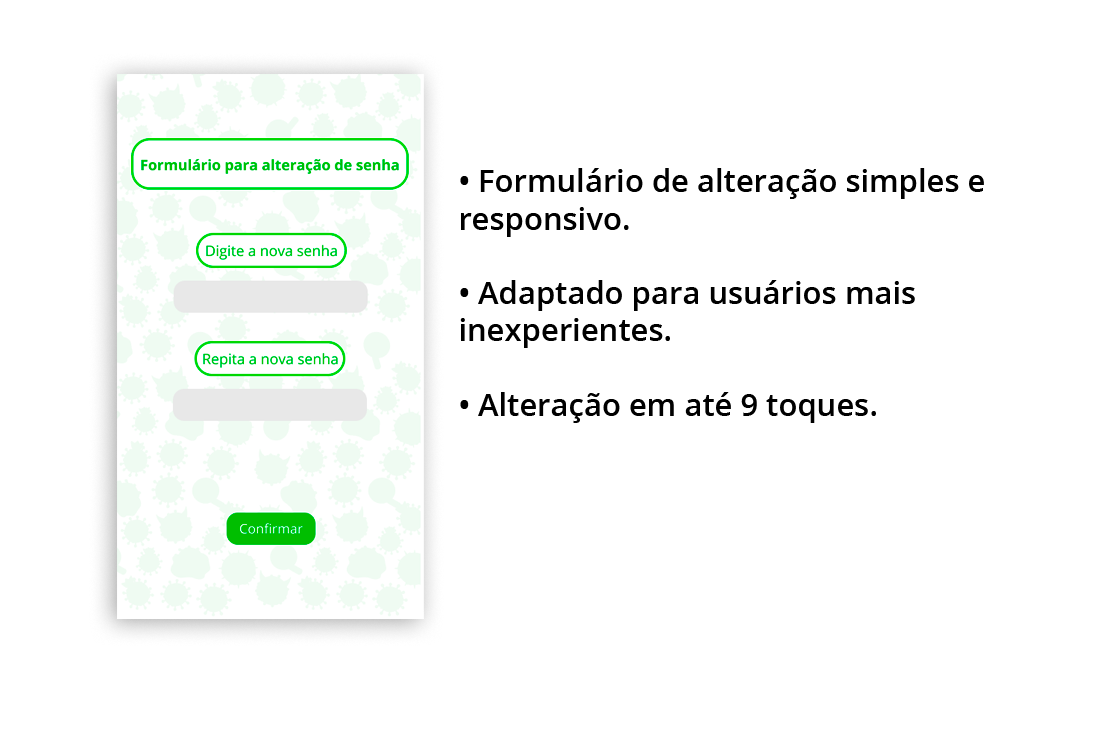 Formulário para alteração de senha
Digite a nova senha
Repita a nova senha
Confirmar
• Formulário de alteração simples e
responsivo.
• Adaptado para usuários mais
inexperientes.
• Alteração em até 9 toques.